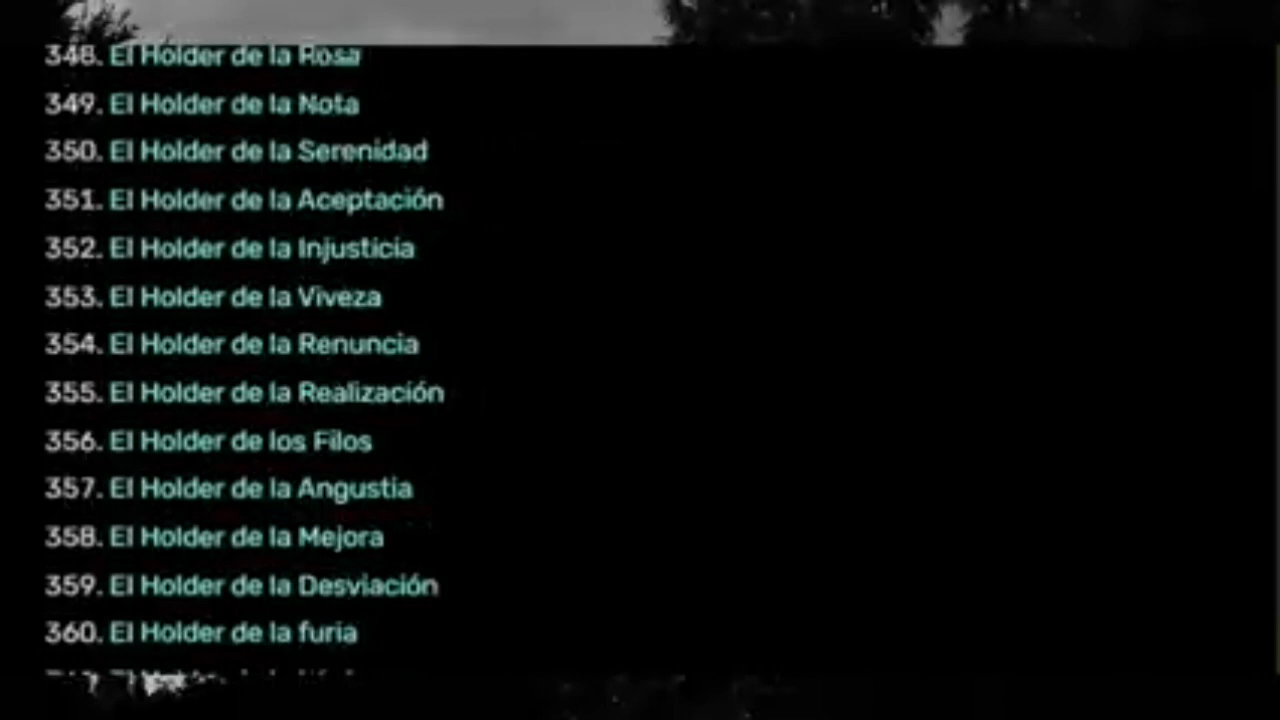 348. El Holder de la Rosa
349. El Holder de la Nota
350. El Holder de la Serenidad
351. El Holder de la Aceptación
352. El Holder de la Injusticia
353. El Holder de la Viveza
354. El Holder de la Renuncia
355. El Holder de la Realización
356. El Holder de los Filos
357. El Holder de la Angustia
358. El Holder de la Mejora
359. El Holder de la Desviación
360. El Holder de la furia